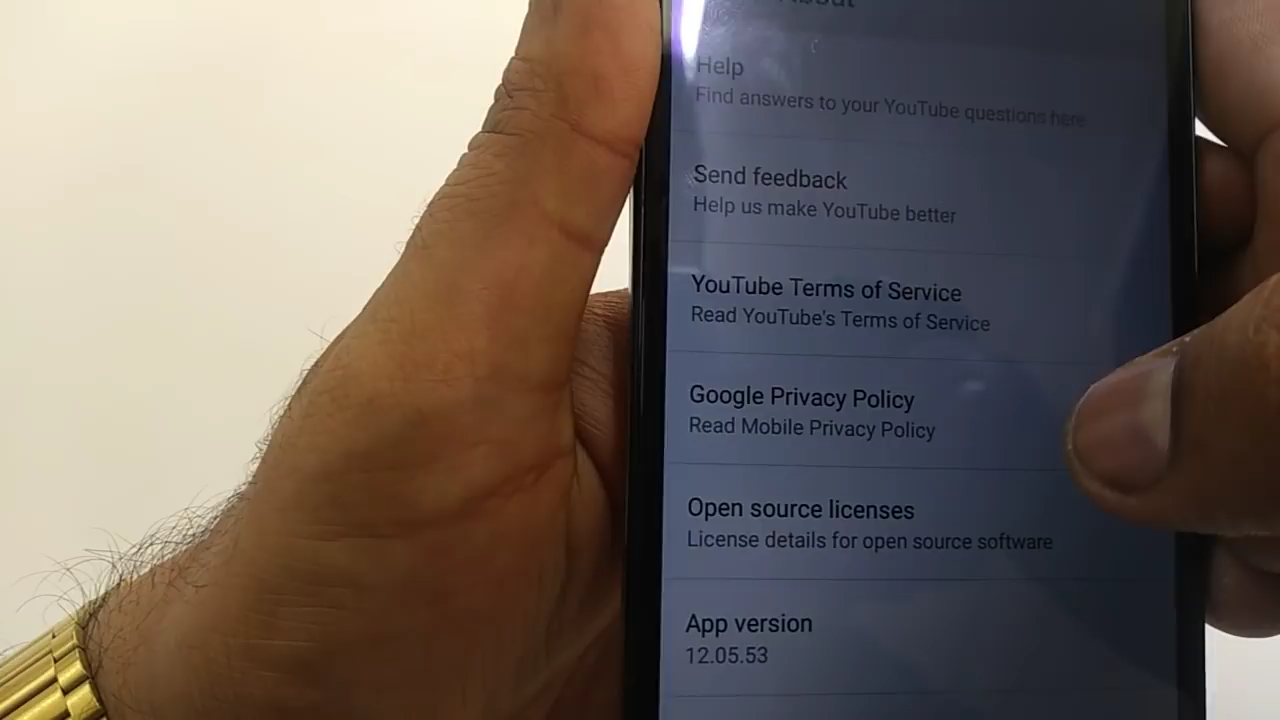 About
Help
Find answers to your YouTube questions here
Send feedback
Help us make YouTube better
YouTube Terms of Service
Read YouTube's Terms of Service
Google Privacy Policy
Read Mobile Privacy Policy
Open source licenses
License details for open source software
App version
12.05.53